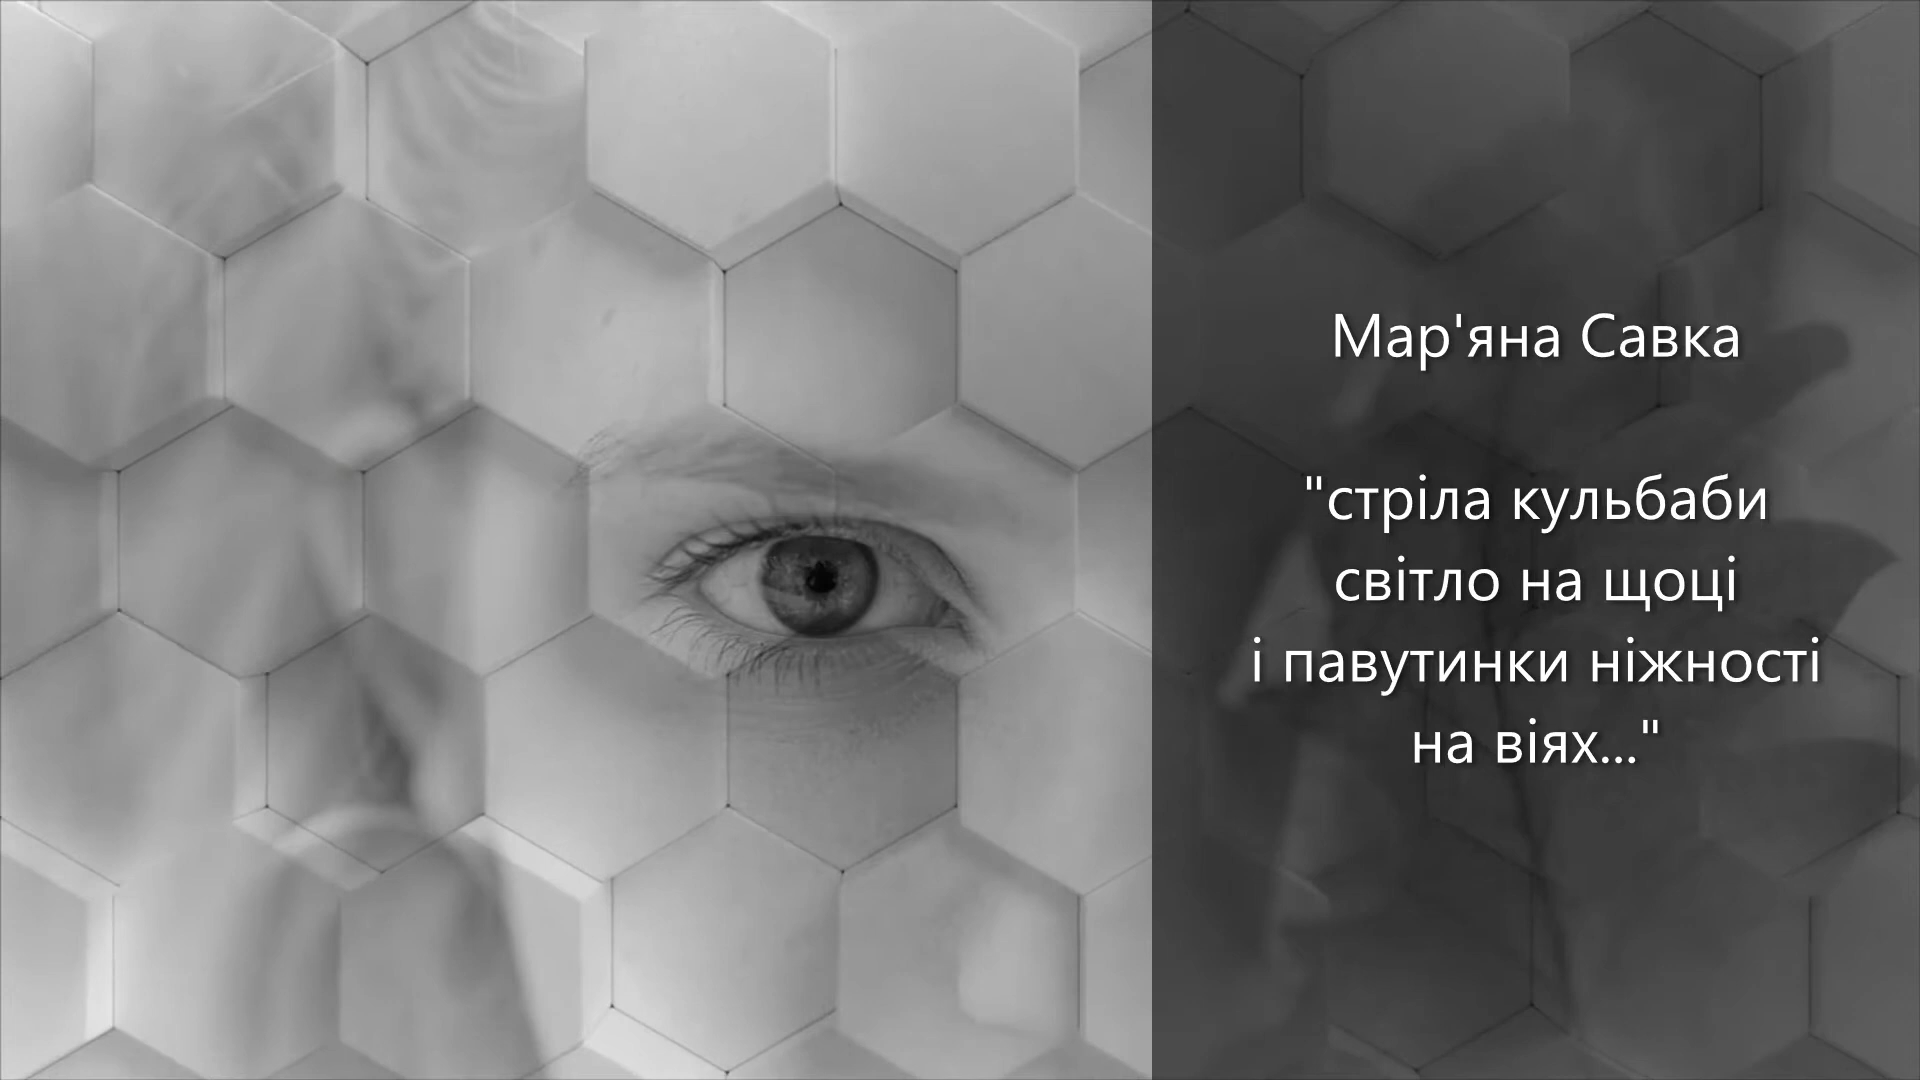 Мар'яна Савка
"стріла кульбаби
світло на щоці
і павутинки ніжності
на віях..."